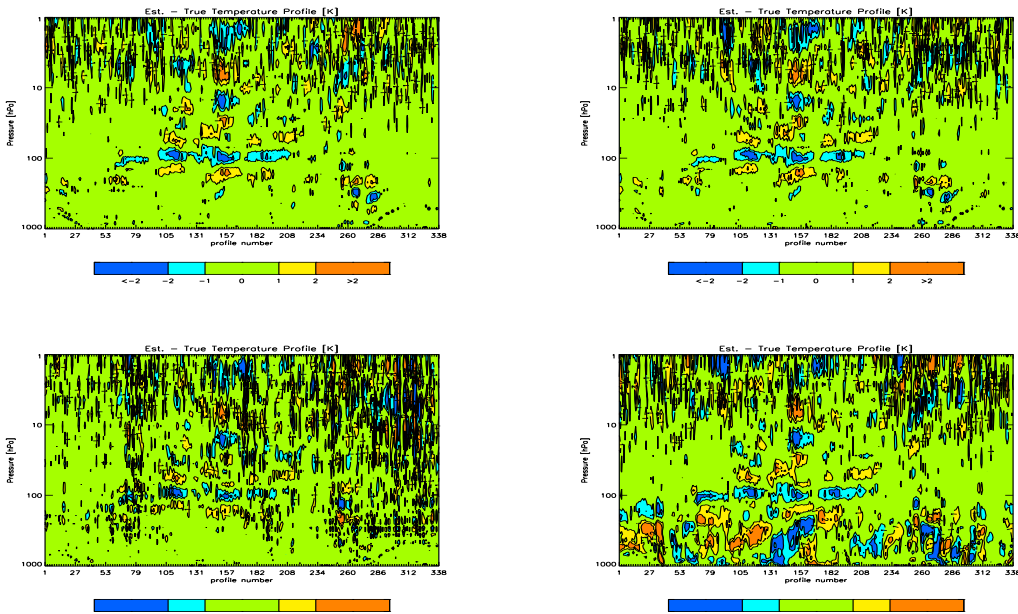 Est. – True Temperature Profile [K]
Pressure [hPa]
1
10
100
1000
1 27 53 79 105 131 157 182 208 234 260 286 312 338
profile number
<-2 -2 -1 0 1 2 >2
Est. – True Temperature Profile [K]
Pressure [hPa]
1
10
100
1000
1 27 53 79 105 131 157 182 208 234 260 286 312 338
profile number
<-2 -2 -1 0 1 2 >2
Est. – True Temperature Profile [K]
Pressure [hPa]
1
10
100
1000
1 27 53 79 105 131 157 182 208 234 260 286 312 338
profile number
Est. – True Temperature Profile [K]
Pressure [hPa]
1
10
100
1000
1 27 53 79 105 131 157 182 208 234 260 286 312 338
profile number